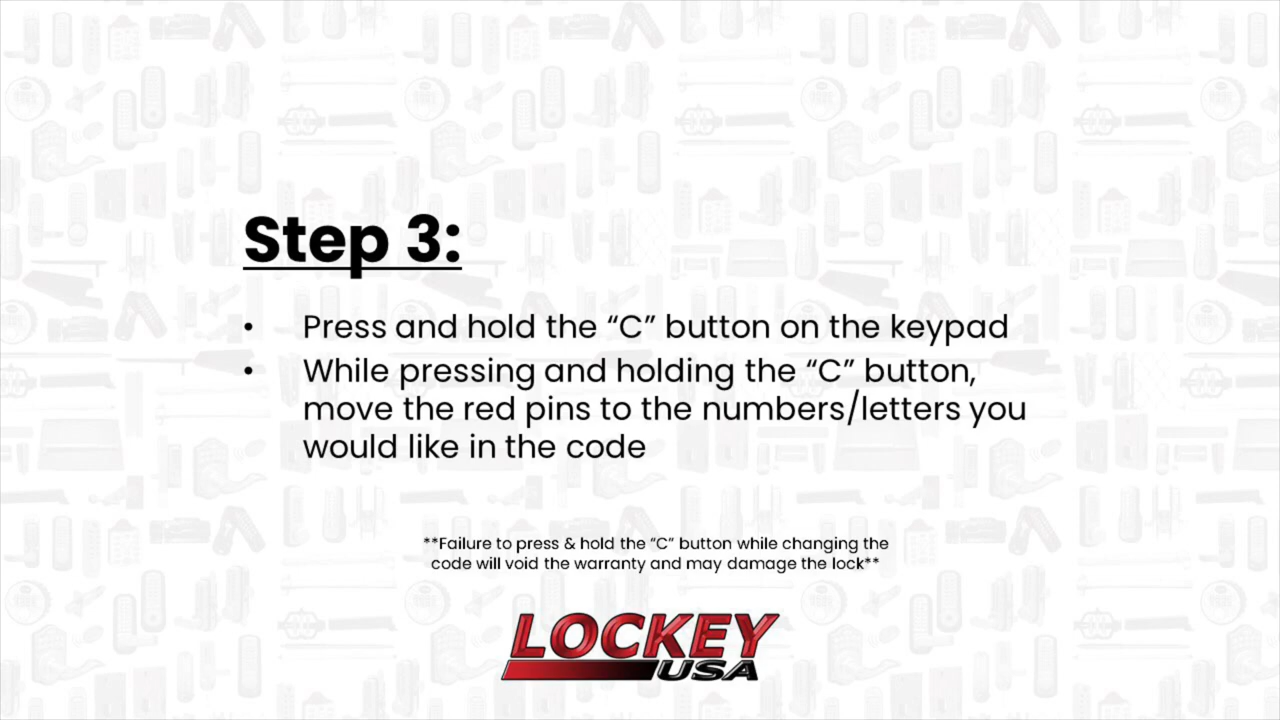 Step 3:
• Press and hold the “C” button on the keypad
• While pressing and holding the “C” button,
move the red pins to the numbers/letters you
would like in the code
**Failure to press & hold the “C” button while changing the
code will void the warranty and may damage the lock**
LOCKEY
USA